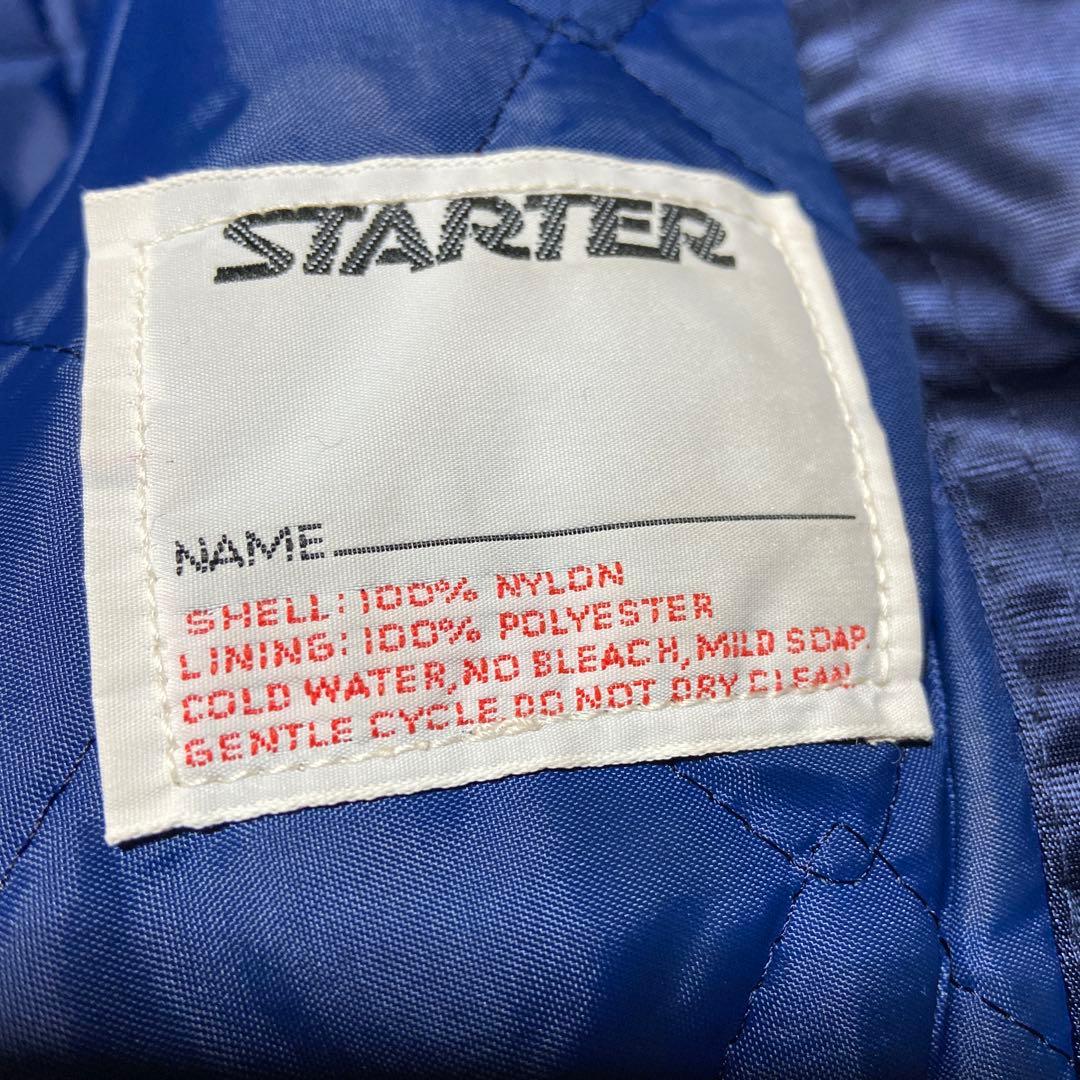 STARTER
NAME
SHELL: 100% NYLON
LINING: 100% POLYESTER
COLD WATER, NO BLEACH, MILD SOAP.
GENTLE CYCLE. DO NOT DRY CLEAN.